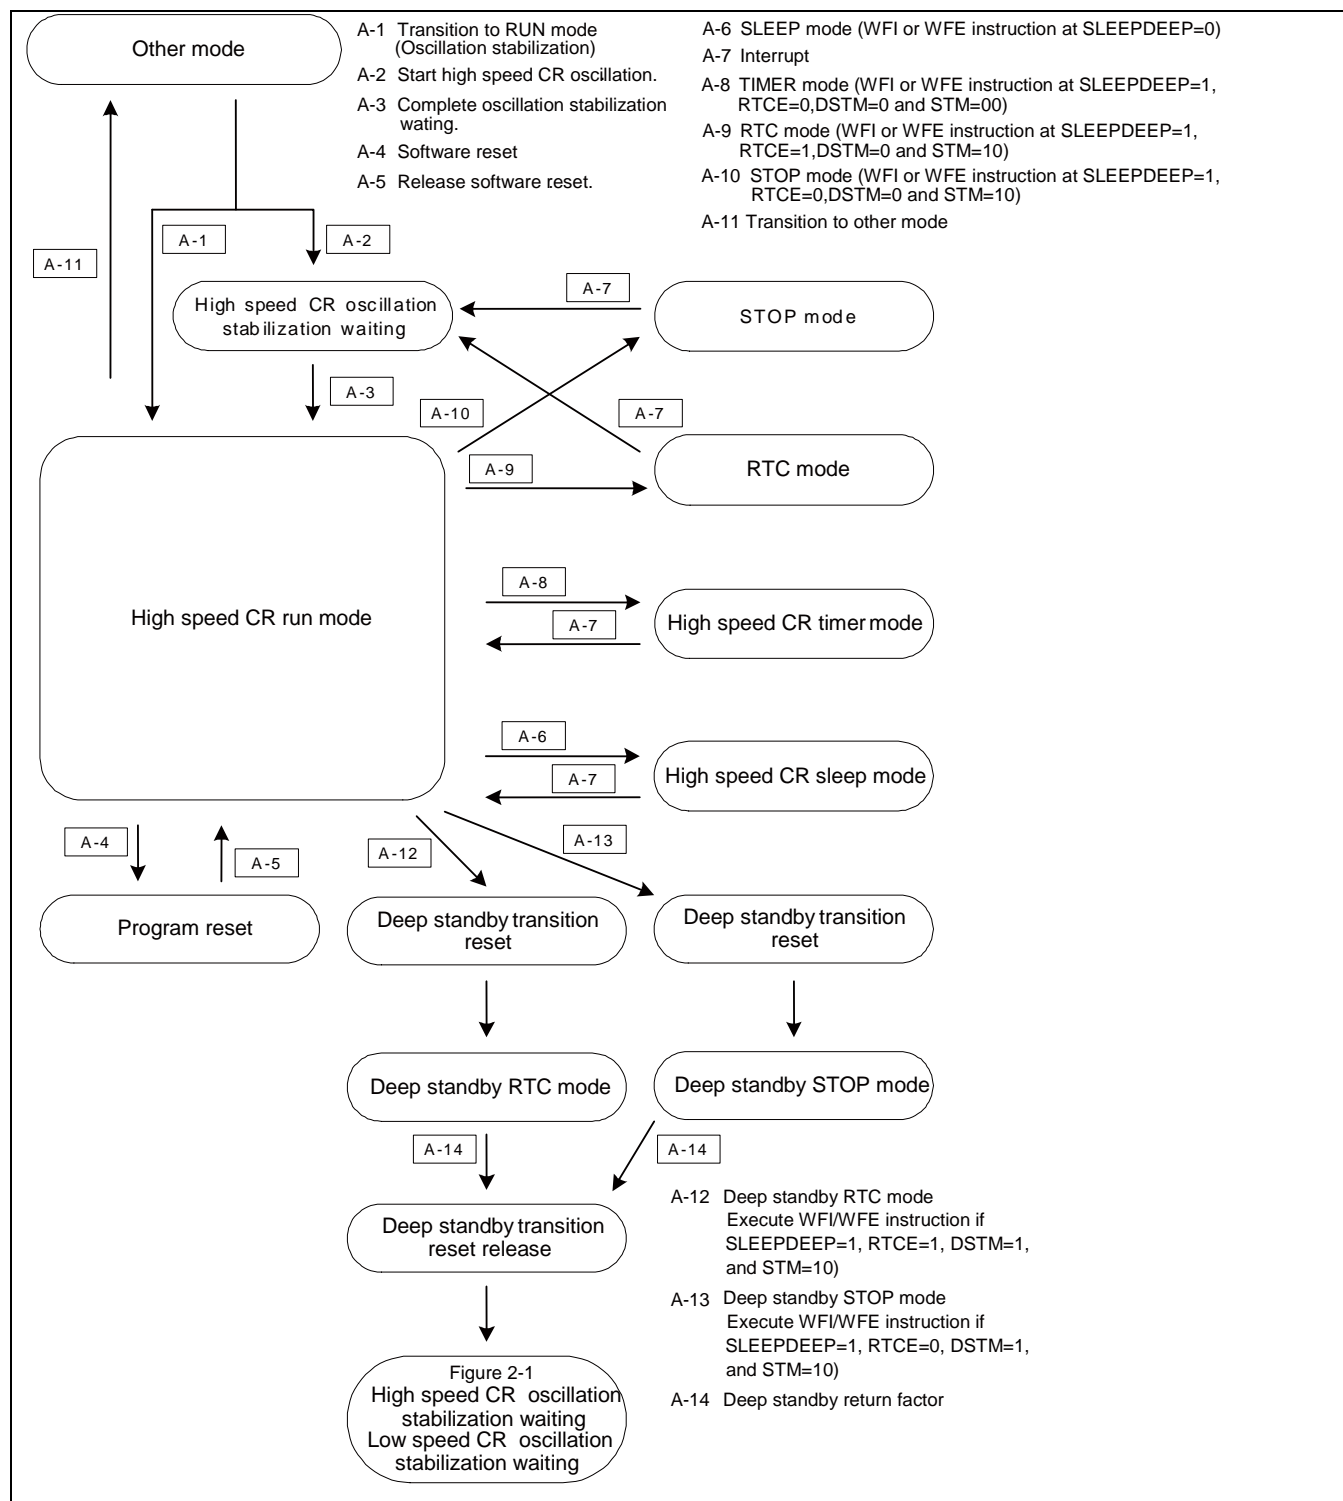 Other mode
A-1 Transition to RUN mode
(Oscillation stabilization)
A-2 Start high speed CR oscillation.
A-3 Complete oscillation stabilization
wating.
A-4 Software reset
A-5 Release software reset.
A-6 SLEEP mode (WFI or WFE instruction at SLEEPDEEP=0)
A-7 Interrupt
A-8 TIMER mode (WFI or WFE instruction at SLEEPDEEP=1,
RTCE=0,DSTM=0 and STM=00)
A-9 RTC mode (WFI or WFE instruction at SLEEPDEEP=1,
RTCE=1,DSTM=0 and STM=10)
A-10 STOP mode (WFI or WFE instruction at SLEEPDEEP=1,
RTCE=0,DSTM=0 and STM=10)
A-11 Transition to other mode
A-11
A-1
A-2
High speed CR oscillation
stabilization waiting
A-7
STOP mode
A-3
A-10
A-7
A-9
RTC mode
High speed CR run mode
A-8
A-7
High speed CR timer mode
A-6
A-7
High speed CR sleep mode
A-4
A-5
A-12
A-13
Program reset
Deep standby transition
reset
Deep standby transition
reset
Deep standby RTC mode
Deep standby STOP mode
A-14
A-14
Deep standby transition
reset release
A-12 Deep standby RTC mode
Execute WFI/WFE instruction if
SLEEPDEEP=1, RTCE=1, DSTM=1,
and STM=10)
A-13 Deep standby STOP mode
Execute WFI/WFE instruction if
SLEEPDEEP=1, RTCE=0, DSTM=1,
and STM=10)
A-14 Deep standby return factor
Figure 2-1
High speed CR oscillation
stabilization waiting
Low speed CR oscillation
stabilization waiting